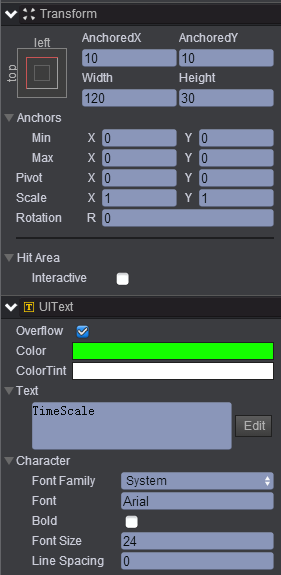 Transform
left
top
AnchoredX AnchoredY
10 10
Width Height
120 30
Anchors
Min X 0 Y 0
Max X 0 Y 0
Pivot X 0 Y 0
Scale X 1 Y 1
Rotation R 0
Hit Area
Interactive
T UIText
Overflow
Color
ColorTint
Text
TimeScale
Edit
Character
Font Family System
Font Arial
Bold
Font Size 24
Line Spacing 0